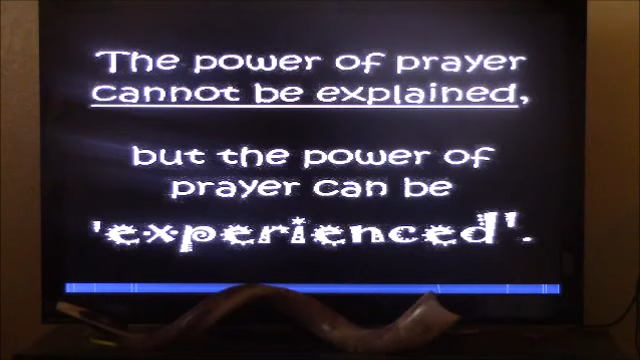 The power of prayer
cannot be explained,
but the power of
prayer can be
'experienced'.